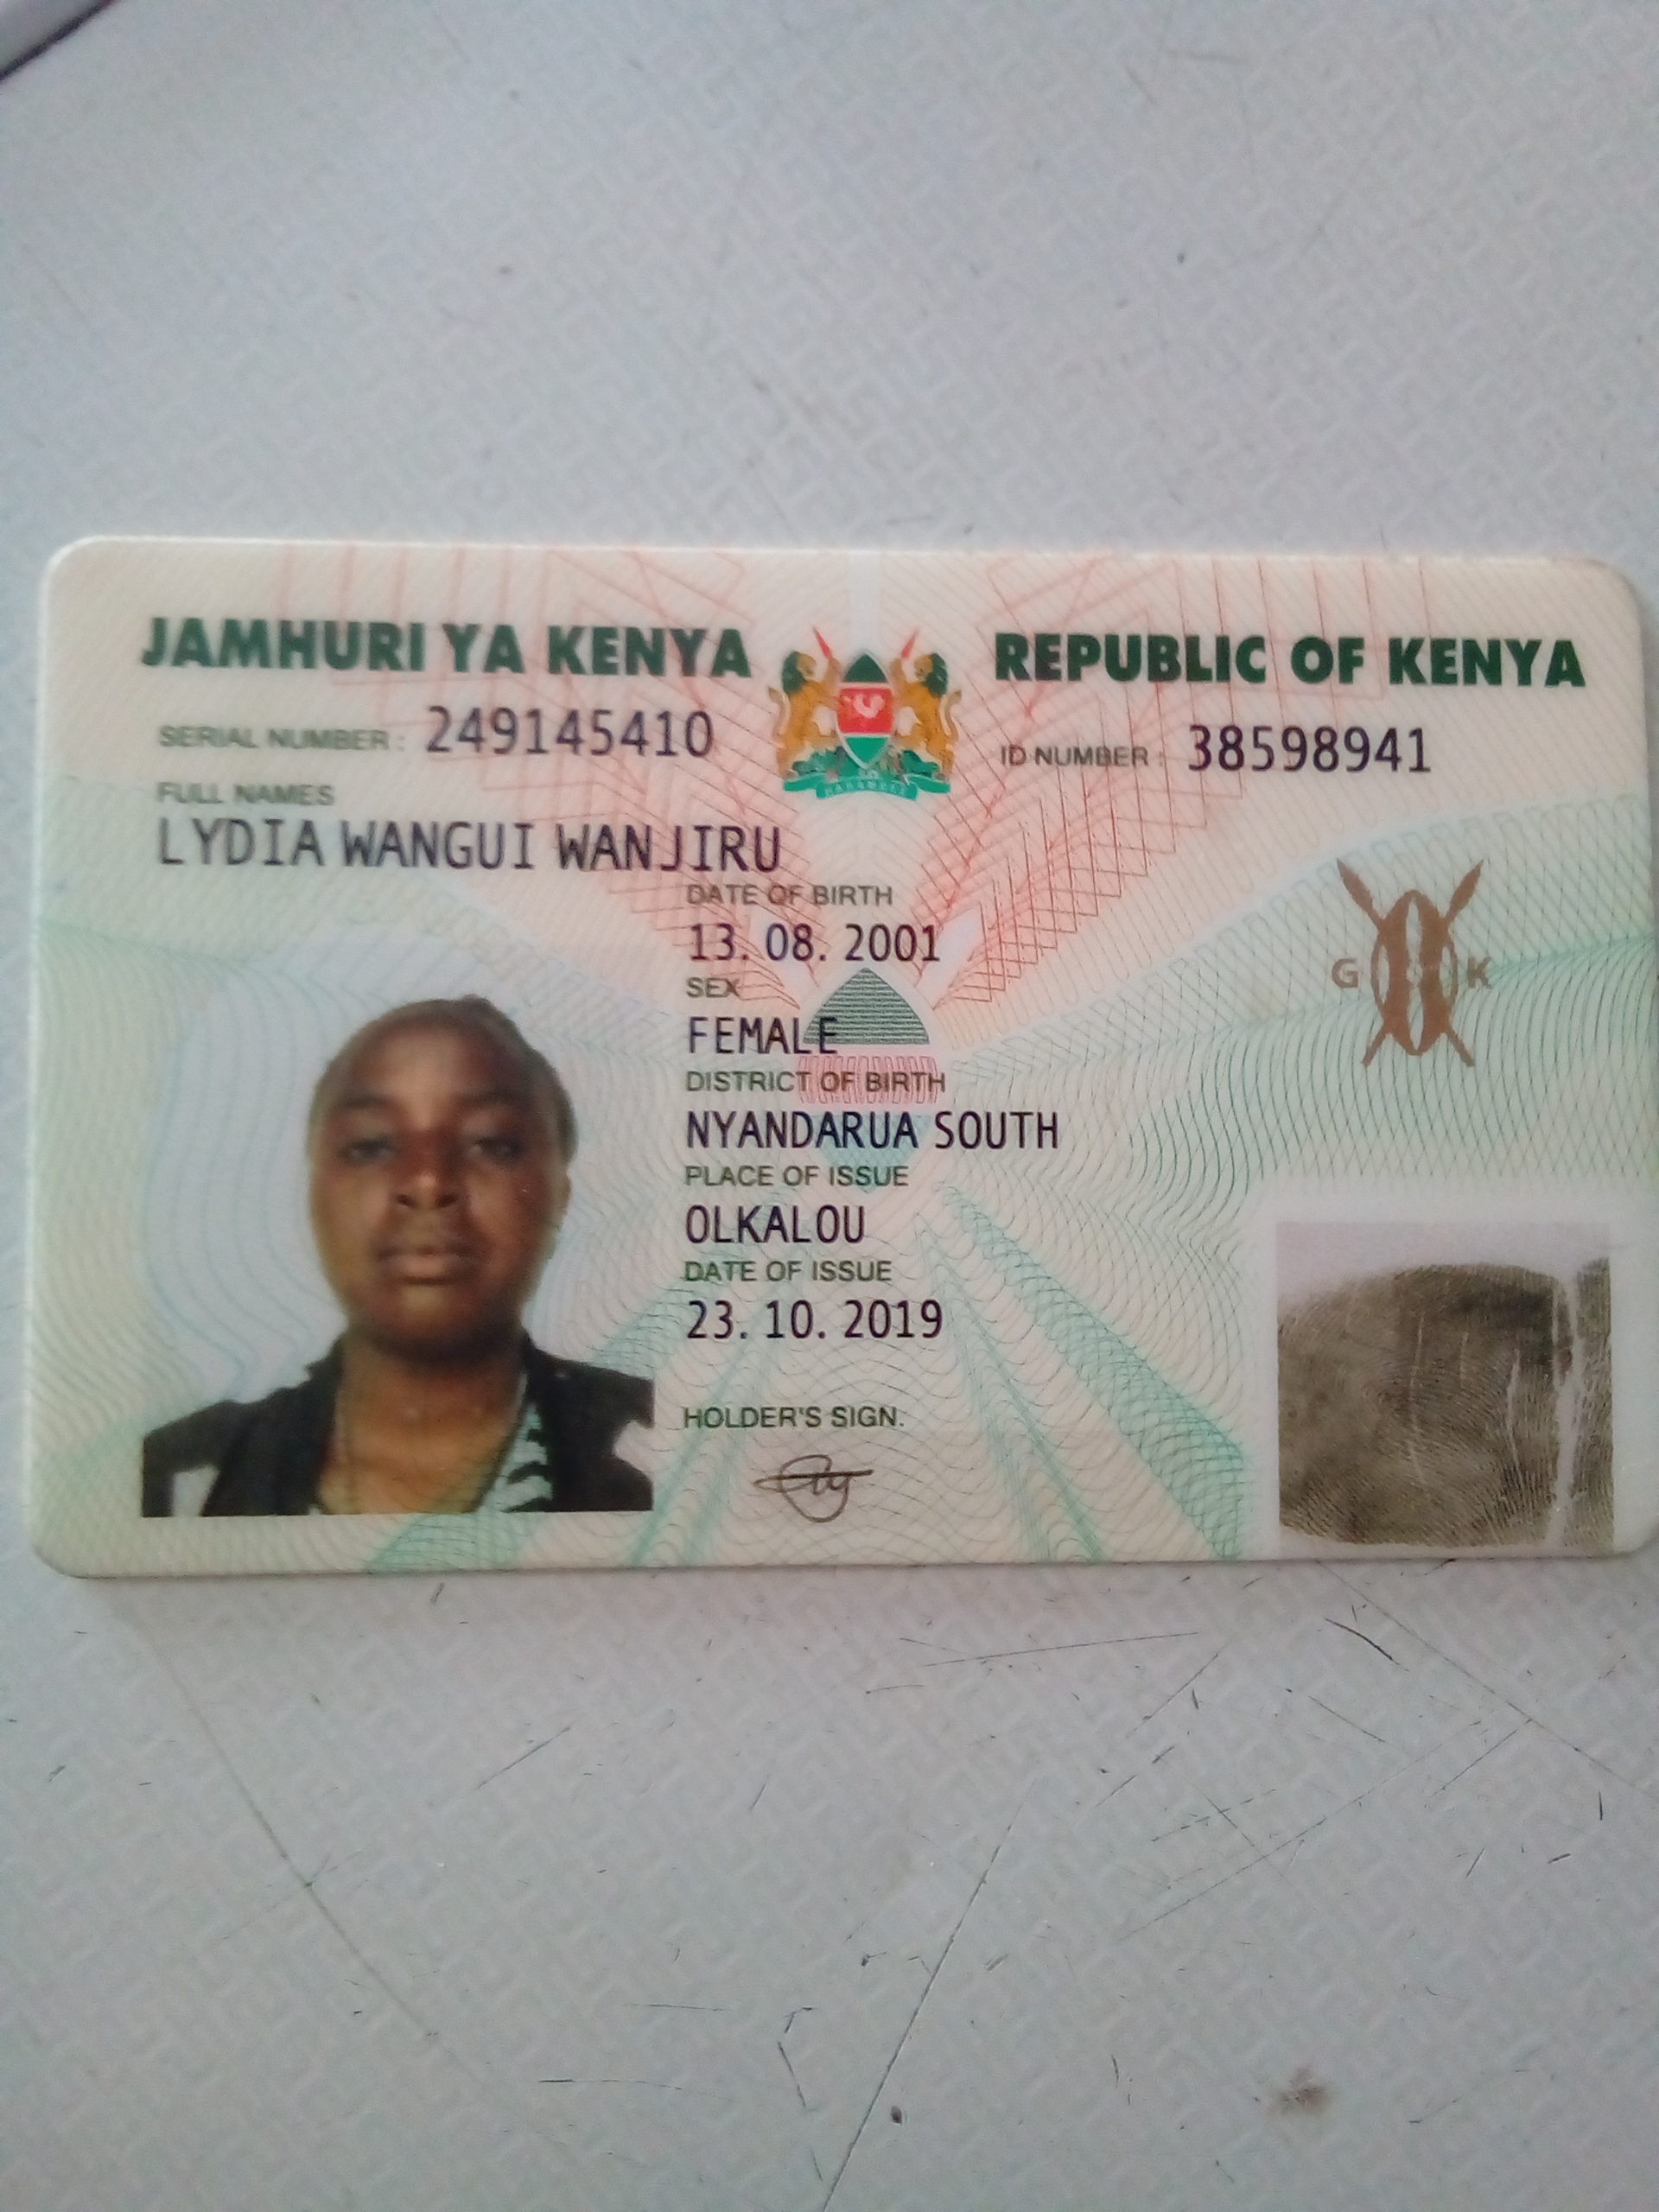 JAMHURI YA KENYA REPUBLIC OF KENYA
SERIAL NUMBER: 249145410 ID NUMBER: 38598941
FULL NAMES
LYDIA WANGUI WANJIRU
DATE OF BIRTH
13. 08. 2001
SEX
FEMALE
G K
DISTRICT OF BIRTH
NYANDARUA SOUTH
PLACE OF ISSUE
OLKALOU
DATE OF ISSUE
23. 10. 2019
HOLDER'S SIGN.